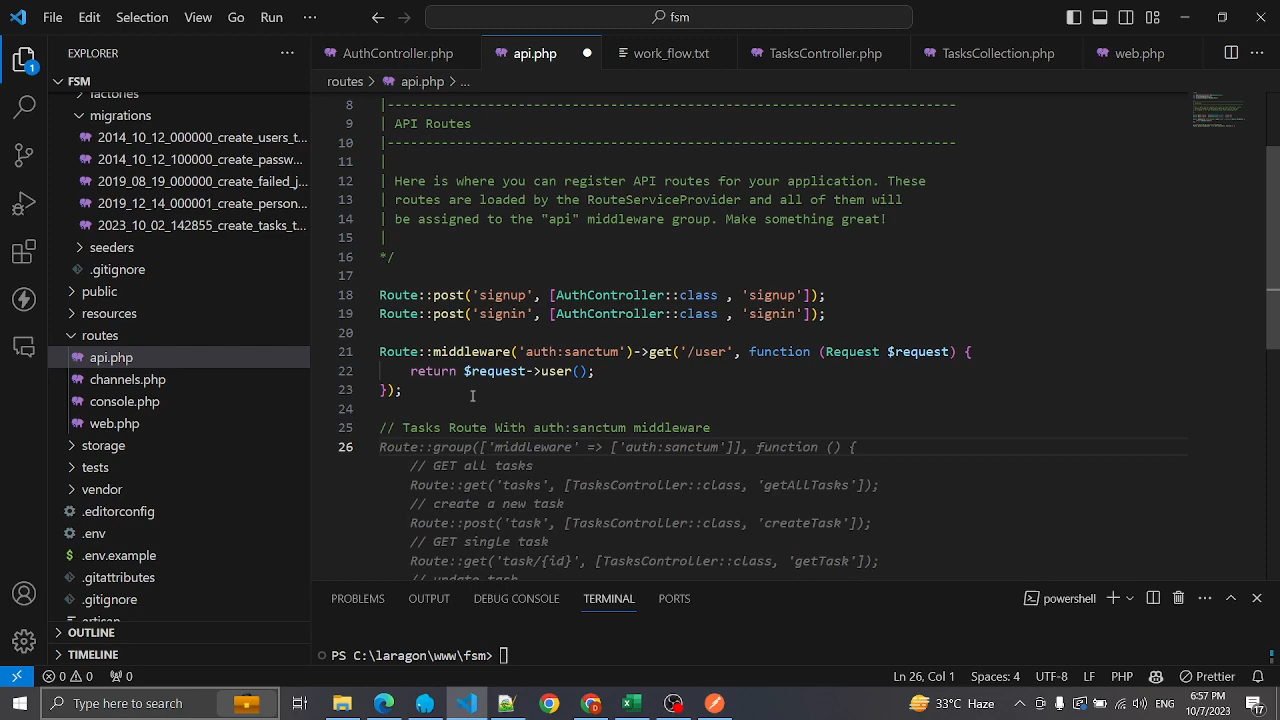 File Edit Selection View Go Run ··· fsm
EXPLORER ···
AuthController.php api.php work_flow.txt TasksController.php TasksCollection.php web.php ···
FSM
routes > api.php > ...
factories
migrations
2014_10_12_000000_create_users_t...
2014_10_12_100000_create_passw...
2019_08_19_000000_create_failed_j...
2019_12_14_000001_create_person...
2023_10_02_142855_create_tasks_t...
seeders
.gitignore
public
resources
routes
api.php
channels.php
console.php
web.php
storage
tests
vendor
.editorconfig
.env
.env.example
.gitattributes
.gitignore
artisan
OUTLINE
TIMELINE
1
8 |--------------------------------------------------------------------------
9 | API Routes
10 |--------------------------------------------------------------------------
11 |
12 | Here is where you can register API routes for your application. These
13 | routes are loaded by the RouteServiceProvider and all of them will
14 | be assigned to the "api" middleware group. Make something great!
15 |
16 */
17
18 Route::post('signup', [AuthController::class , 'signup']);
19 Route::post('signin', [AuthController::class , 'signin']);
20
21 Route::middleware('auth:sanctum')->get('/user', function (Request $request) {
22 return $request->user();
23 });
24
25 // Tasks Route With auth:sanctum middleware
26 Route::group(['middleware' => ['auth:sanctum']], function () {
// GET all tasks
Route::get('tasks', [TasksController::class, 'getAllTasks']);
// create a new task
Route::post('task', [TasksController::class, 'createTask']);
// GET single task
Route::get('task/{id}', [TasksController::class, 'getTask']);
// update task
PROBLEMS OUTPUT DEBUG CONSOLE TERMINAL PORTS powershell ···
PS C:\laragon\www\fsm>
0 0 0 Ln 26, Col 1 Spaces: 4 UTF-8 LF PHP Prettier
Type here to search 33°C Haze 6:57 PM
10/7/2023